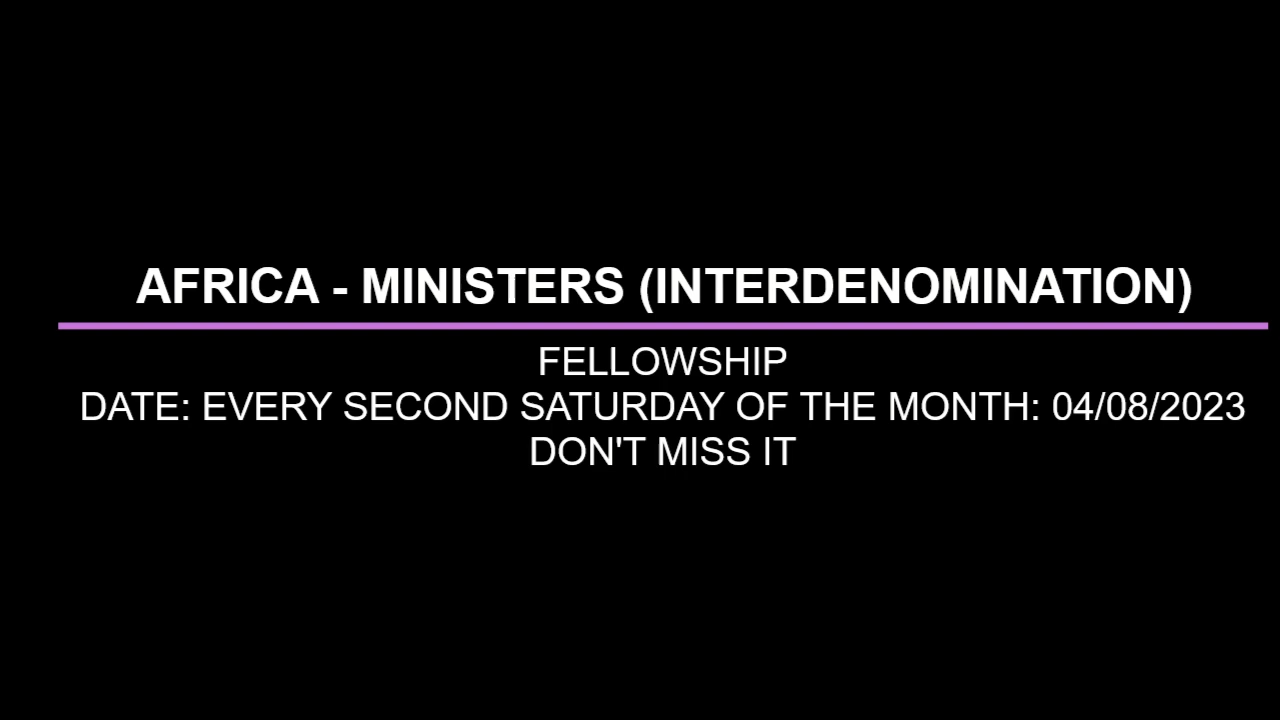 AFRICA - MINISTERS (INTERDENOMINATION)
FELLOWSHIP
DATE: EVERY SECOND SATURDAY OF THE MONTH: 04/08/2023
DON'T MISS IT